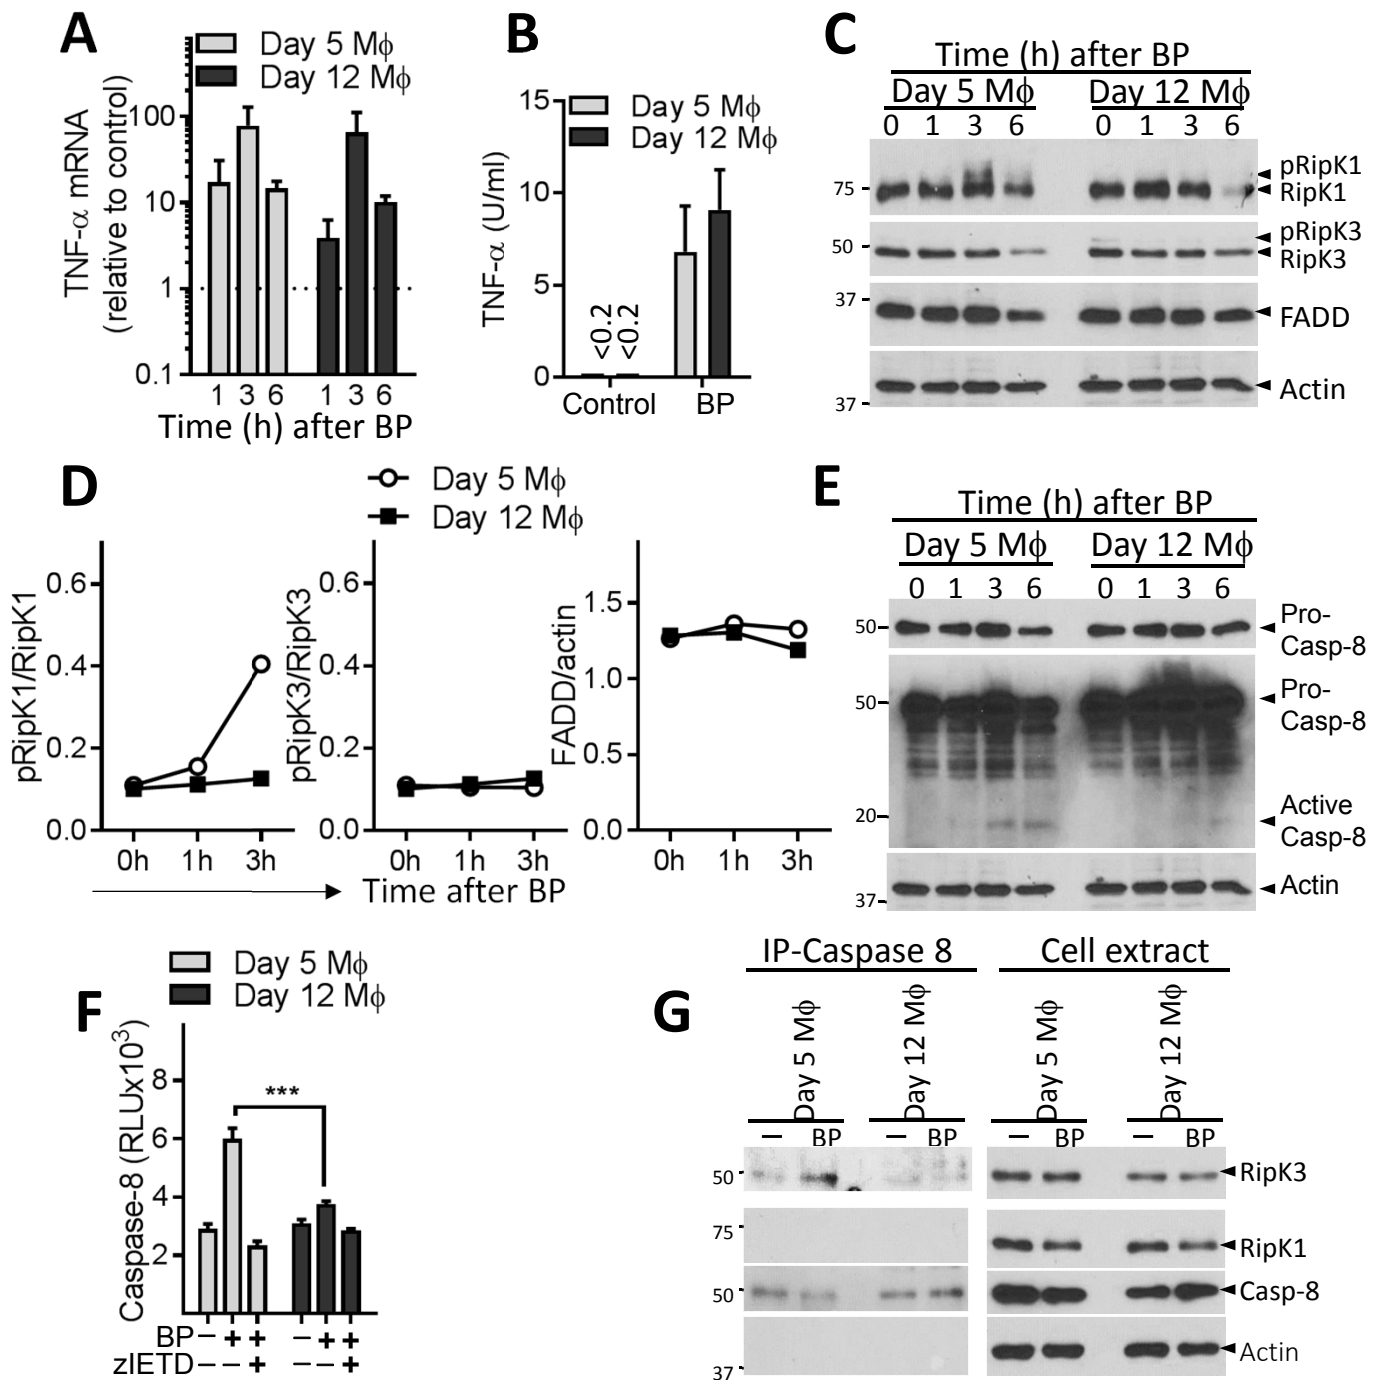 A
Day 5 Mϕ
Day 12 Mϕ
TNF-α mRNA
(relative to control)
100
10
1
0.1
1 3 6 1 3 6
Time (h) after BP
B
Day 5 Mϕ
Day 12 Mϕ
TNF-α (U/ml)
15
10
5
0
<0.2
<0.2
Control BP
C
Time (h) after BP
Day 5 Mϕ Day 12 Mϕ
0 1 3 6 0 1 3 6
75
pRipK1
RipK1
50
pRipK3
RipK3
37
FADD
Actin
37
D
Day 5 Mϕ
Day 12 Mϕ
pRipK1/RipK1
0.6
0.4
0.2
0.0
0h 1h 3h
pRipK3/RipK3
0.6
0.4
0.2
0.0
0h 1h 3h
FADD/actin
1.5
1.0
0.5
0.0
0h 1h 3h
Time after BP
E
Time (h) after BP
Day 5 Mϕ Day 12 Mϕ
0 1 3 6 0 1 3 6
50
Pro-
Casp-8
50
Pro-
Casp-8
20
Active
Casp-8
Actin
37
F
Day 5 Mϕ
Day 12 Mϕ
Caspase-8 (RLUx10³)
8
6
4
2
***
BP – + + – + +
zIETD – – + – – +
G
IP-Caspase 8 Cell extract
Day 5 Mϕ
Day 12 Mϕ
Day 5 Mϕ
Day 12 Mϕ
– BP – BP – BP – BP
50
RipK3
75
RipK1
50
Casp-8
Actin
37